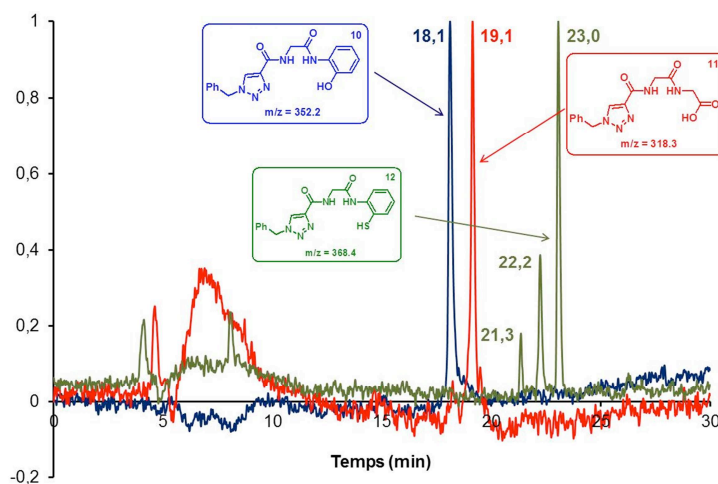 1
0,8
0,6
0,4
0,2
0
-0,2
0
5
10
15
20
25
30
Temps (min)
18,1
19,1
23,0
22,2
21,3
10
O
O
NH
HN
HO
Ph
N
N
N
m/z = 352.2
11
O
O
NH
HN
O
HO
Ph
N
N
N
m/z = 318.3
12
O
O
NH
HN
HS
Ph
N
N
N
m/z = 368.4